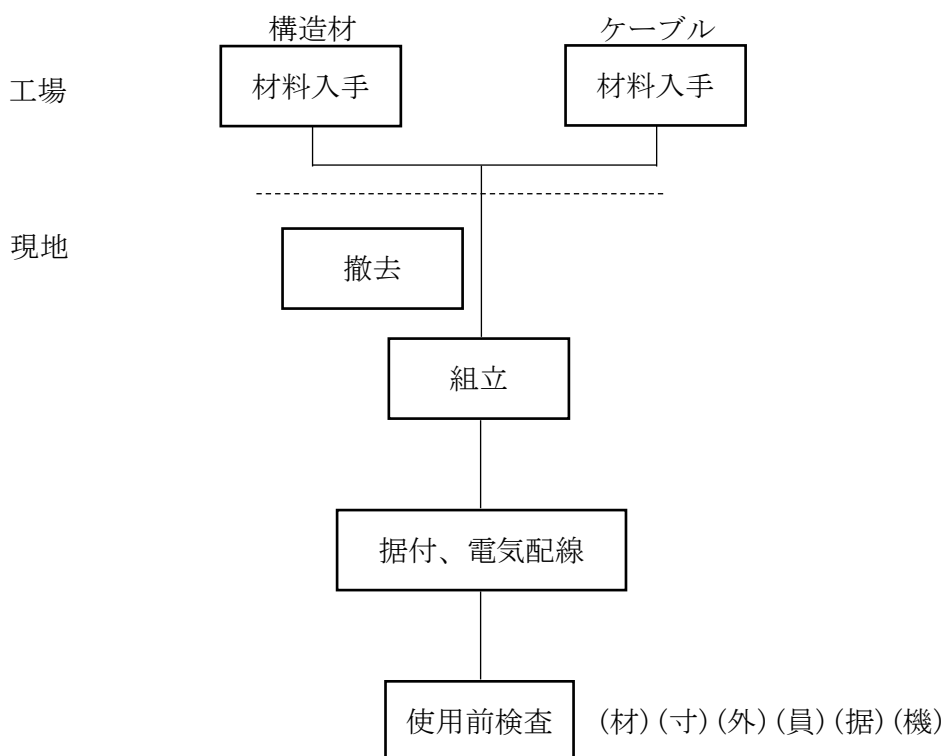 構造材
ケーブル
工場
材料入手
材料入手
現地
撤去
組立
据付、電気配線
使用前検査
(材)(寸)(外)(員)(据)(機)